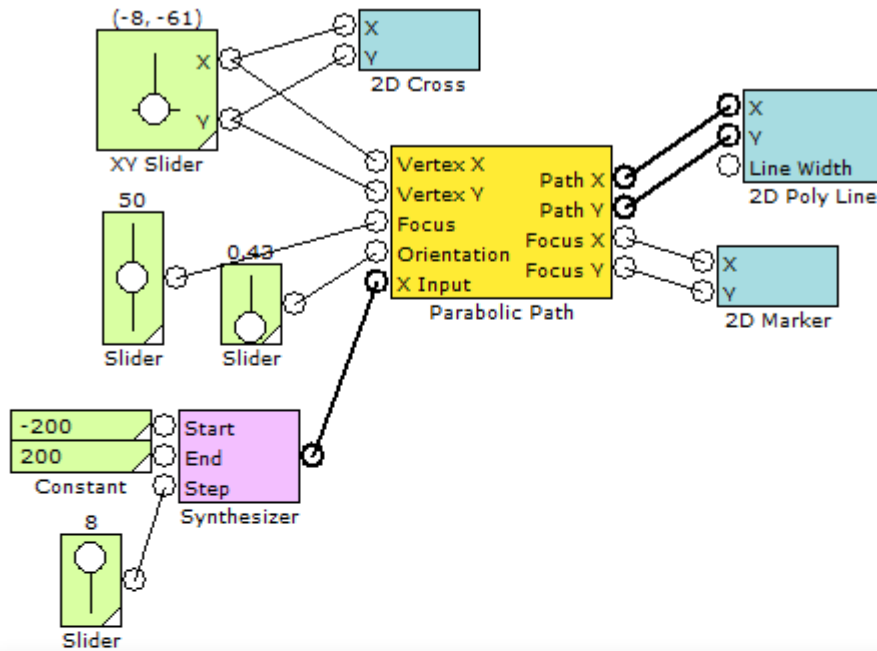 (-8, -61)
X
Y
XY Slider
X
Y
2D Cross
50
Slider
0,43
Slider
Vertex X
Vertex Y
Focus
Orientation
X Input
Path X
Path Y
Focus X
Focus Y
Parabolic Path
X
Y
Line Width
2D Poly Line
X
Y
2D Marker
-200
200
Constant
Start
End
Step
Synthesizer
8
Slider